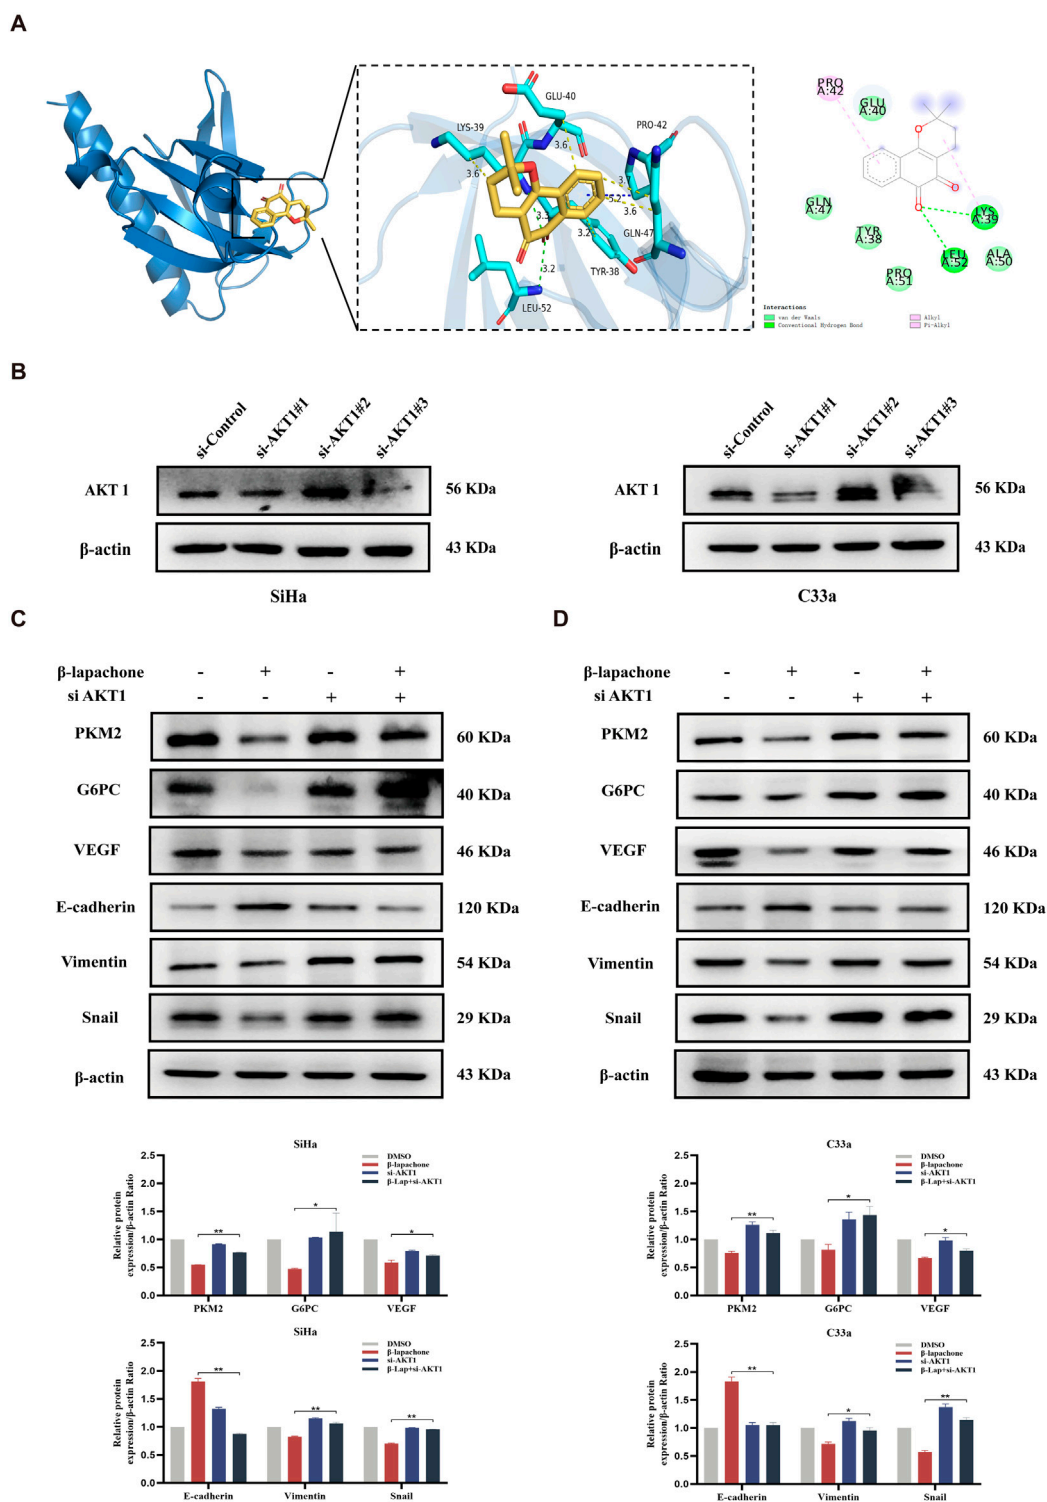 A
LYS-39
GLU-40
PRO-42
3.6
3.6
5.2
3.6
3.3
3.2
3.2
GLN-47
TYR-38
LEU-52
PRO
A:42
GLU
A:40
GLN
A:47
TYR
A:38
PRO
A:51
LEU
A:52
ALA
A:50
LYS
A:39
O
O
O
Interactions
van der Waals
Conventional Hydrogen Bond
Alkyl
Pi-Alkyl
B
si-Control
si-AKT1#1
si-AKT1#2
si-AKT1#3
AKT 1
56 KDa
β-actin
43 KDa
SiHa
si-Control
si-AKT1#1
si-AKT1#2
si-AKT1#3
AKT 1
56 KDa
β-actin
43 KDa
C33a
C
β-lapachone - + - +
si AKT1 - - + +
PKM2 60 KDa
G6PC 40 KDa
VEGF 46 KDa
E-cadherin 120 KDa
Vimentin 54 KDa
Snail 29 KDa
β-actin 43 KDa
D
β-lapachone - + - +
si AKT1 - - + +
PKM2 60 KDa
G6PC 40 KDa
VEGF 46 KDa
E-cadherin 120 KDa
Vimentin 54 KDa
Snail 29 KDa
β-actin 43 KDa
SiHa
Relative protein
expression/β-actin Ratio
2.5
2.0
1.5
1.0
0.5
0.0
DMSO
β-lapachone
si-AKT1
β-Lap+si-AKT1
**
*
*
PKM2 G6PC VEGF
C33a
Relative protein
expression/β-actin Ratio
2.5
2.0
1.5
1.0
0.5
0.0
DMSO
β-lapachone
si-AKT1
β-Lap+si-AKT1
**
*
*
PKM2 G6PC VEGF
SiHa
Relative protein
expression/β-actin Ratio
2.5
2.0
1.5
1.0
0.5
0.0
DMSO
β-lapachone
si-AKT1
β-Lap+si-AKT1
**
**
**
E-cadherin Vimentin Snail
C33a
Relative protein
expression/β-actin Ratio
2.5
2.0
1.5
1.0
0.5
0.0
DMSO
β-lapachone
si-AKT1
β-Lap+si-AKT1
**
*
**
E-cadherin Vimentin Snail